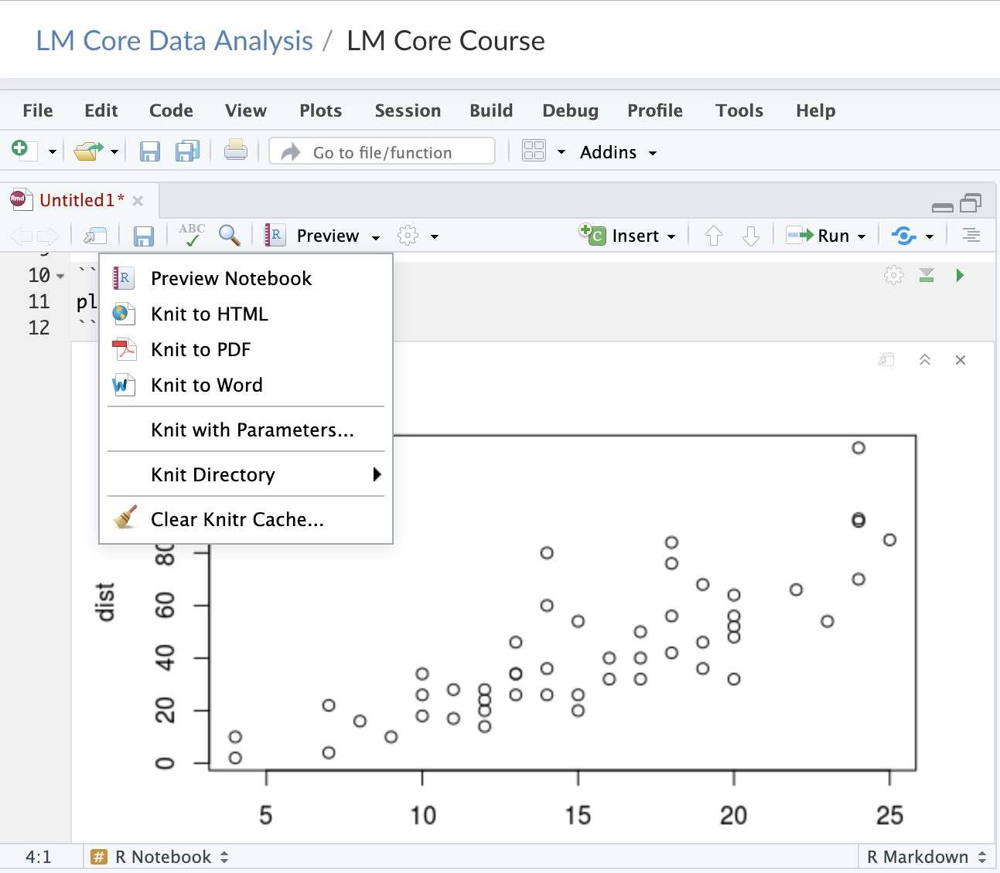 LM Core Data Analysis / LM Core Course
File Edit Code View Plots Session Build Debug Profile Tools Help
Go to file/function Addins
Rmd Untitled1*
ABC R Preview Insert C Run
10 ``
11 pl
12 ``
R Preview Notebook
Knit to HTML
Knit to PDF
W Knit to Word
Knit with Parameters...
Knit Directory
Clear Knitr Cache...
dist
80
60
40
20
0
5 10 15 20 25
4:1 # R Notebook R Markdown